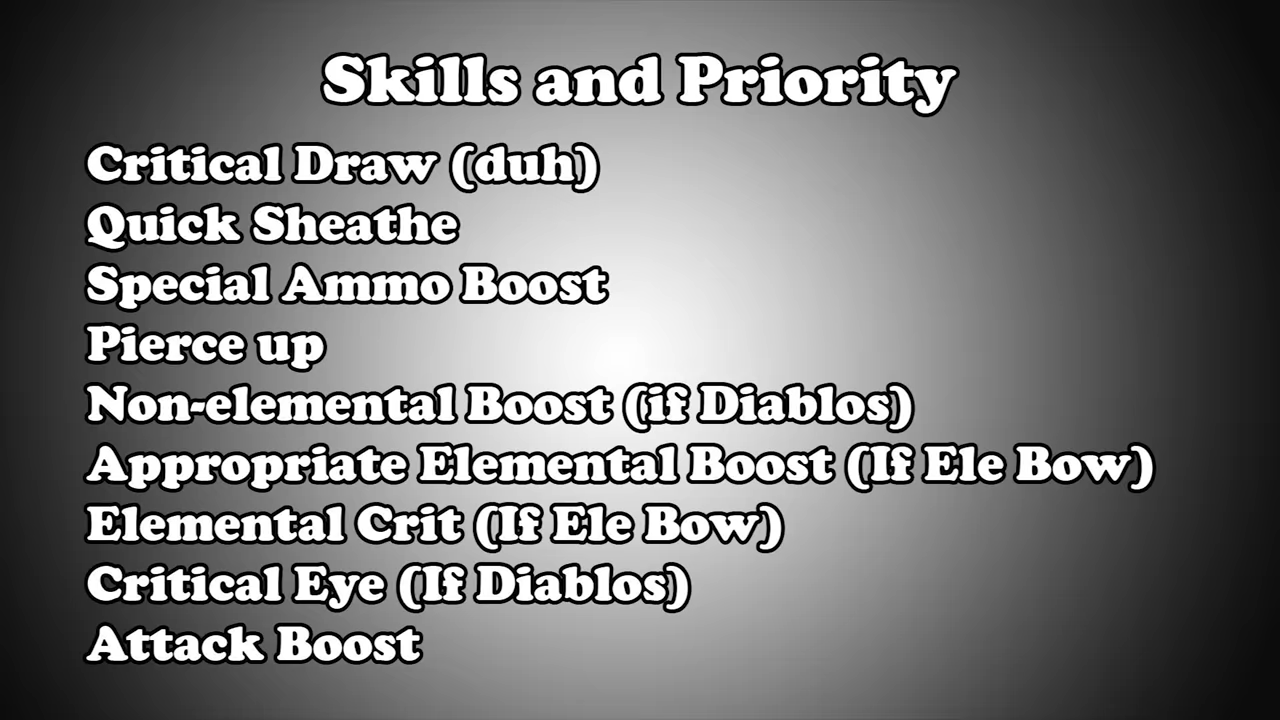 Skills and Priority
Critical Draw (duh)
Quick Sheathe
Special Ammo Boost
Pierce up
Non-elemental Boost (if Diablos)
Appropriate Elemental Boost (If Ele Bow)
Elemental Crit (If Ele Bow)
Critical Eye (If Diablos)
Attack Boost